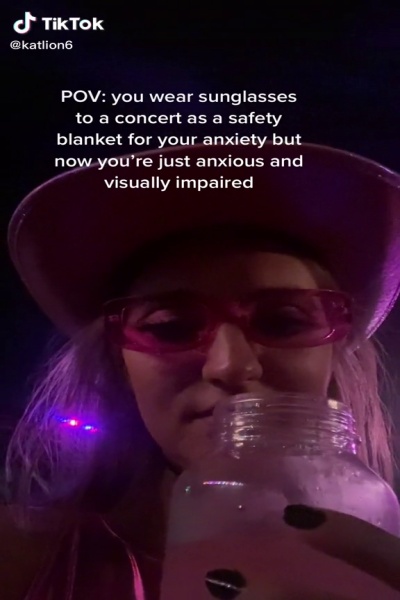 TikTok
@katlion6
POV: you wear sunglasses
to a concert as a safety
blanket for your anxiety but
now you're just anxious and
visually impaired